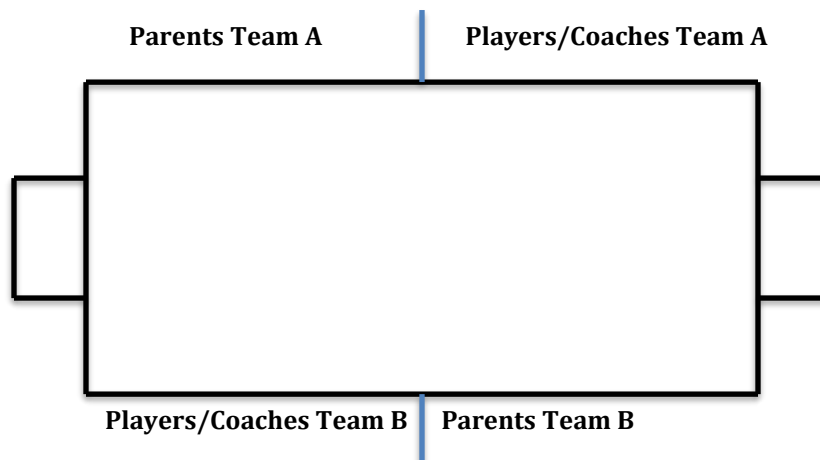 Parents Team A
Players/Coaches Team A
Players/Coaches Team B
Parents Team B